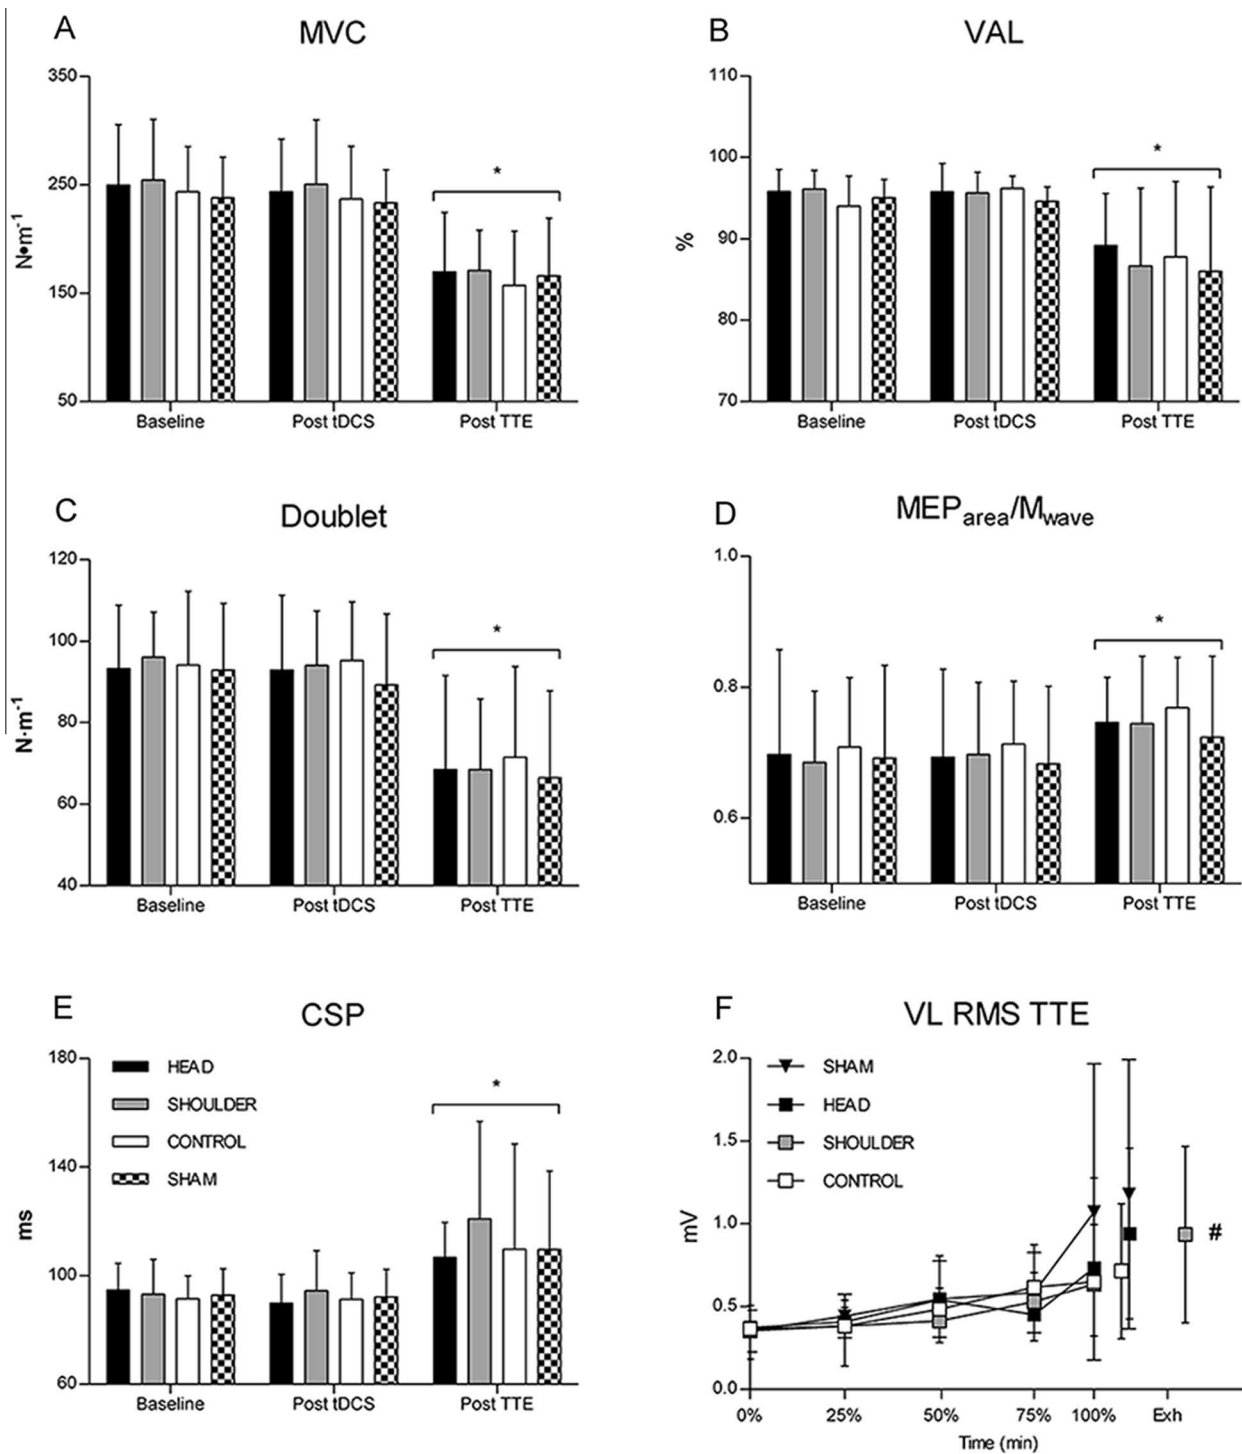 A
MVC
350
250
150
50
N•m-1
Baseline
Post tDCS
Post TTE
*
B
VAL
110
100
90
80
70
%
Baseline
Post tDCS
Post TTE
*
C
Doublet
120
100
80
60
40
N·m-1
Baseline
Post tDCS
Post TTE
*
D
MEParea/Mwave
1.0
0.8
0.6
Baseline
Post tDCS
Post TTE
*
E
CSP
180
140
100
60
ms
HEAD
SHOULDER
CONTROL
SHAM
Baseline
Post tDCS
Post TTE
*
F
VL RMS TTE
2.0
1.5
1.0
0.5
0.0
mV
SHAM
HEAD
SHOULDER
CONTROL
#
0%
25%
50%
75%
100%
Exh
Time (min)